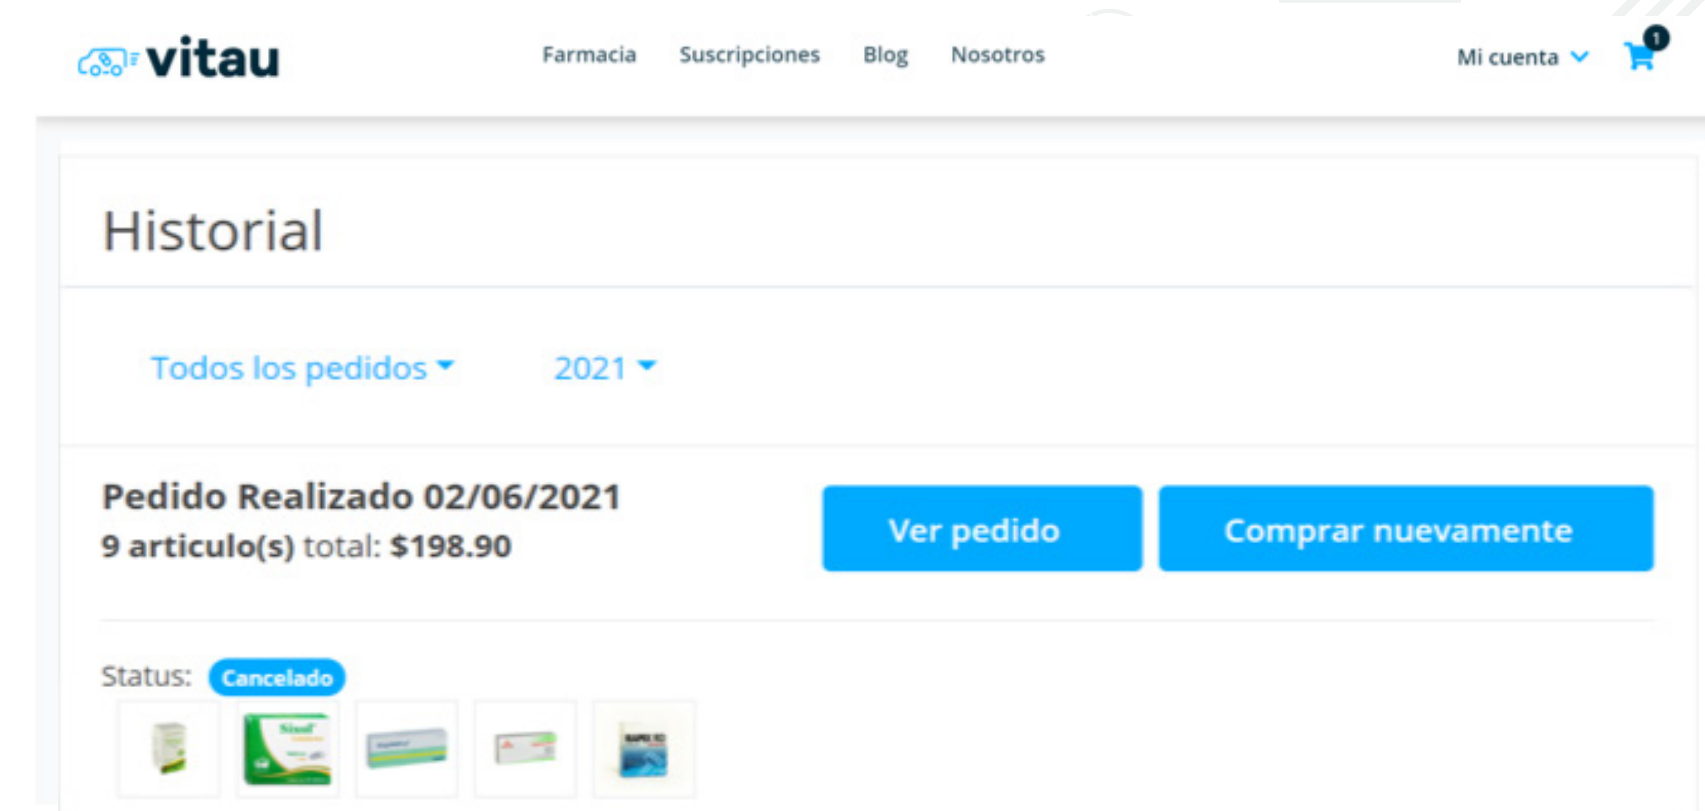 vitau
Farmacia Suscripciones Blog Nosotros Mi cuenta 1
Historial
Todos los pedidos 2021
Pedido Realizado 02/06/2021
9 articulo(s) total: $198.90
Ver pedido Comprar nuevamente
Status: Cancelado